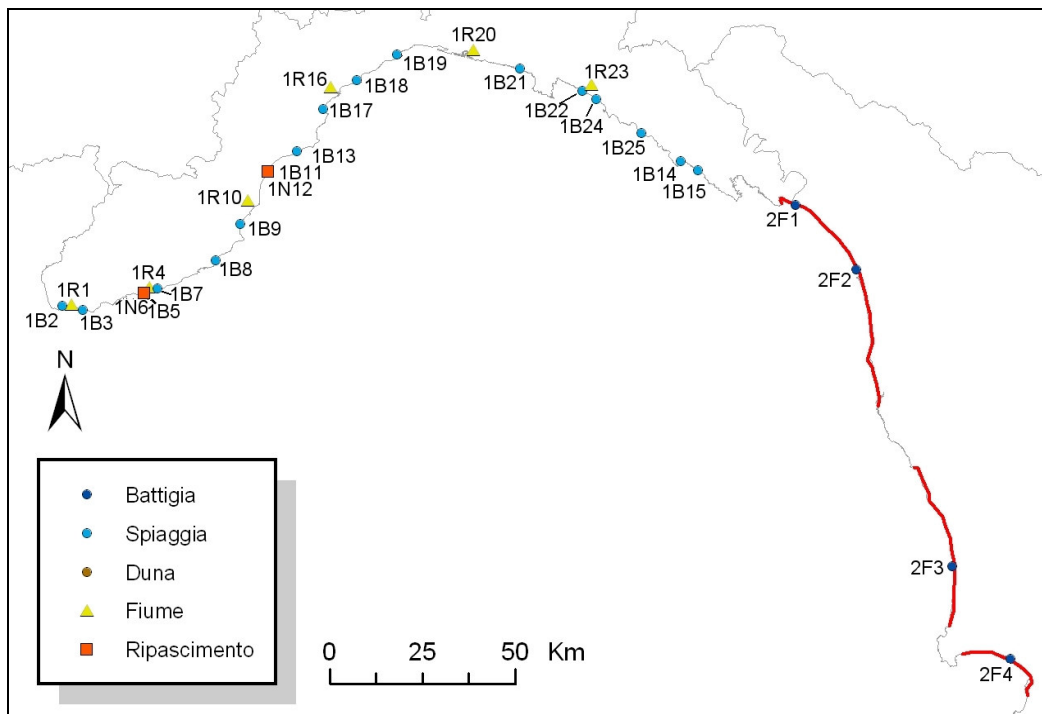 1R20
1B19
1R16
1B18
1B21
1R23
1B17
1B22
1B24
1B25
1B13
1B11
1N12
1B14
1B15
1R10
1B9
2F1
1B8
2F2
1R4
1R1
1B7
1B2
1B3
1N6
1B5
N
Battigia
Spiaggia
Duna
Fiume
Ripascimento
0 25 50 Km
2F3
2F4